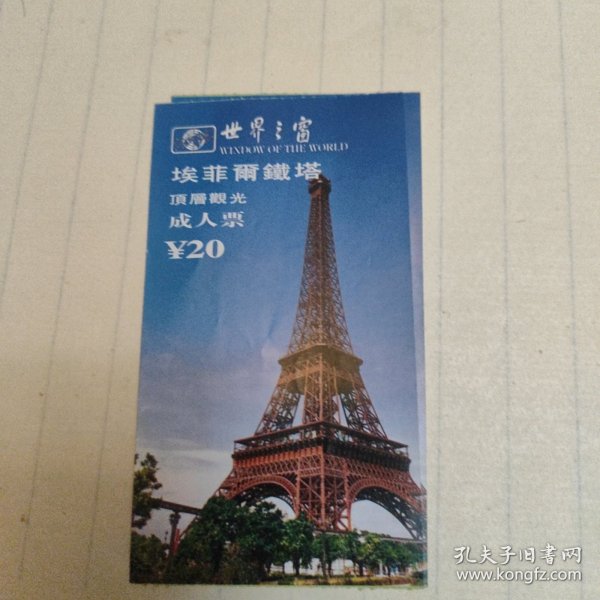 世界之窗
WINDOW OF THE WORLD
埃菲爾鐵塔
頂層觀光
成人票
¥20
孔夫子旧書网
www.kongfz.com